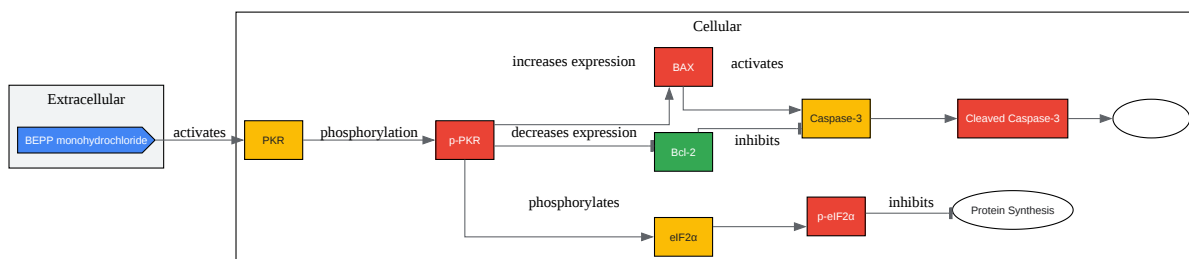 Cellular
Extracellular
BEPP monohydrochloride
activates
PKR
phosphorylation
p-PKR
increases expression
BAX
activates
decreases expression
Bcl-2
inhibits
Caspase-3
Cleaved Caspase-3
phosphorylates
eIF2α
p-eIF2α
inhibits
Protein Synthesis